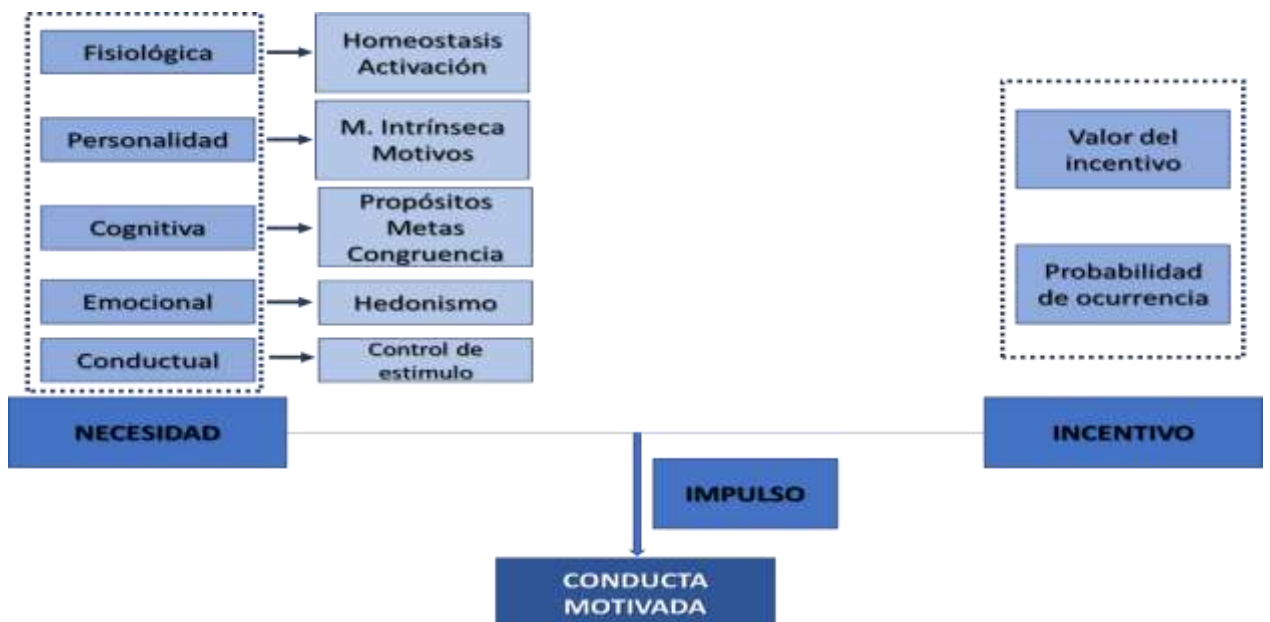 Fisiológica
Homeostasis
Activación
Personalidad
M. Intrínseca
Motivos
Cognitiva
Propósitos
Metas
Congruencia
Emocional
Hedonismo
Conductual
Control de
estímulo
Valor del
incentivo
Probabilidad
de ocurrencia
NECESIDAD
INCENTIVO
IMPULSO
CONDUCTA
MOTIVADA